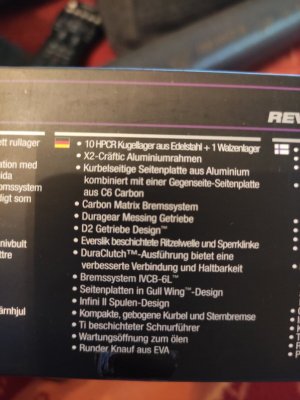 REV
ett rullager
ation med
ida
omsystem
digt som
nivbult
ttre
ärnhjul
• 10 HPCR Kugellager aus Edelstahl + 1 Walzenlager
• X2-Cräftic Aluminiumrahmen
• Kurbelseitige Seitenplatte aus Aluminium
kombiniert mit einer Gegenseite-Seitenplatte
aus C6 Carbon
• Carbon Matrix Bremssystem
• Duragear Messing Getriebe
• D2 Getriebe Design™
• Everslik beschichtete Ritzelwelle und Sperrklinke
• DuraClutch™-Ausführung bietet eine
verbesserte Verbindung und Haltbarkeit
• Bremssystem IVCB-6L™
• Seitenplatten in Gull Wing™-Design
• Infini II Spulen-Design
• Kompakte, gebogene Kurbel und Sternbremse
• Ti beschichteter Schnurführer
• Wartungsöffnung zum ölen
• Runder Knauf aus EVA